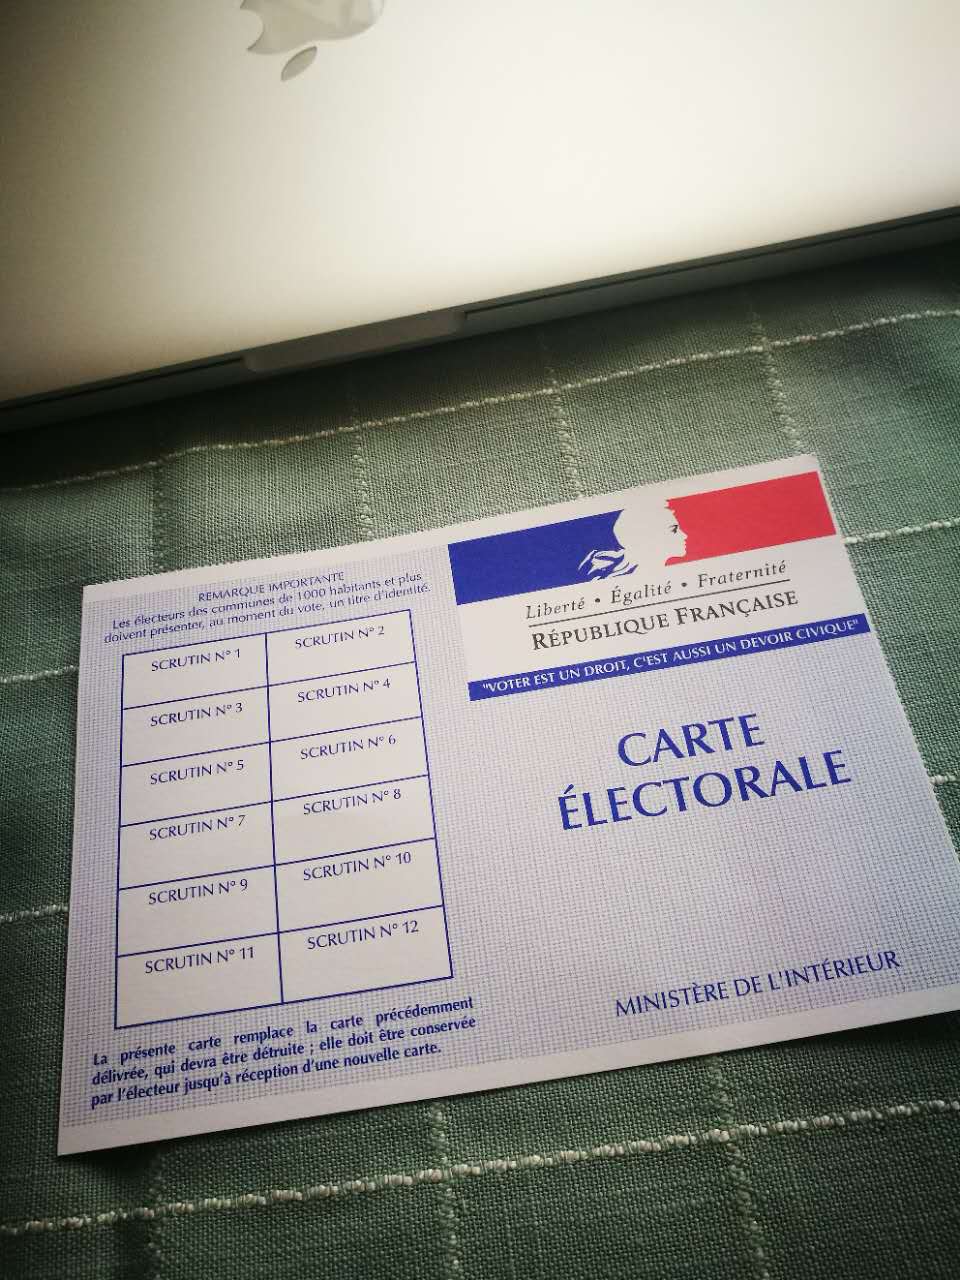 REMARQUE IMPORTANTE
Les électeurs des communes de 1000 habitants et plus
doivent présenter, au moment du vote, un titre d'identité.
SCRUTIN N° 1
SCRUTIN N° 2
SCRUTIN N° 3
SCRUTIN N° 4
SCRUTIN N° 5
SCRUTIN N° 6
SCRUTIN N° 7
SCRUTIN N° 8
SCRUTIN N° 9
SCRUTIN N° 10
SCRUTIN N° 11
SCRUTIN N° 12
La présente carte remplace la carte précédemment
délivrée, qui devra être détruite ; elle doit être conservée
par l'électeur jusqu'à réception d'une nouvelle carte.
Liberté • Égalité • Fraternité
RÉPUBLIQUE FRANÇAISE
"VOTER EST UN DROIT, C'EST AUSSI UN DEVOIR CIVIQUE"
CARTE
ÉLECTORALE
MINISTÈRE DE L'INTÉRIEUR